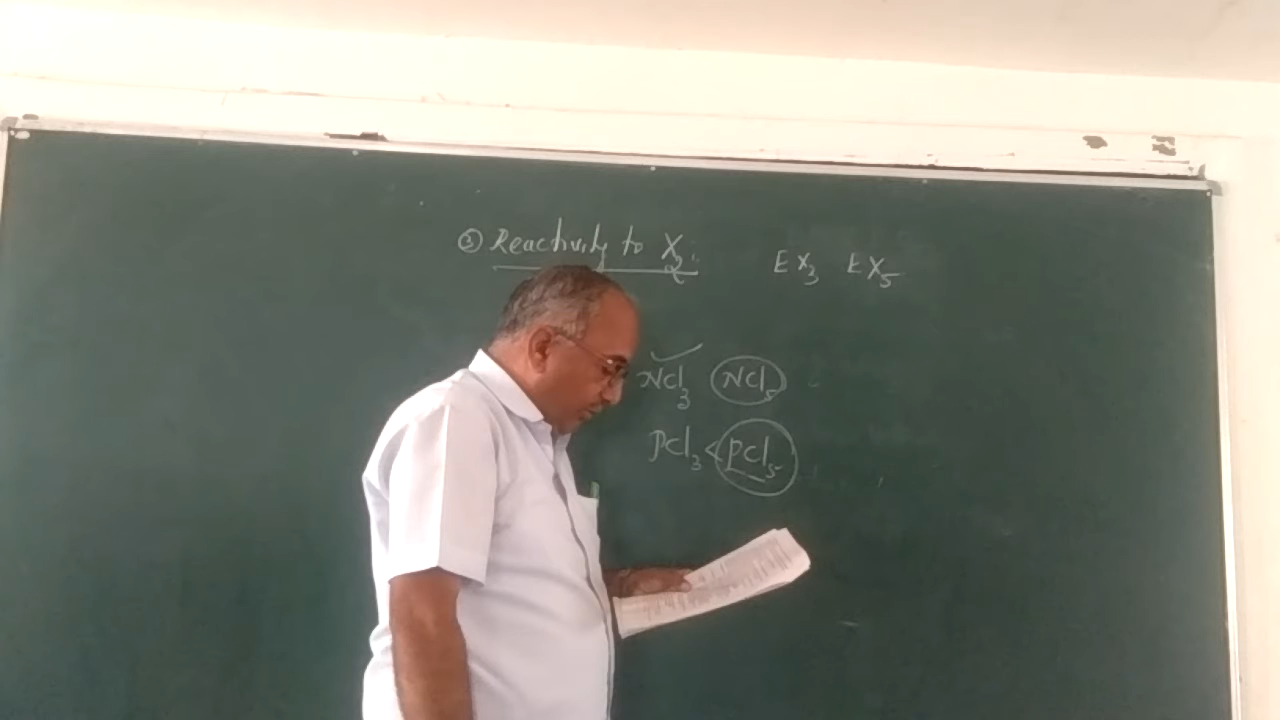 ③ Reactivity to X₂: EX₃ EX₅
NCl₃ NCl₅
PCl₃ < PCl₅